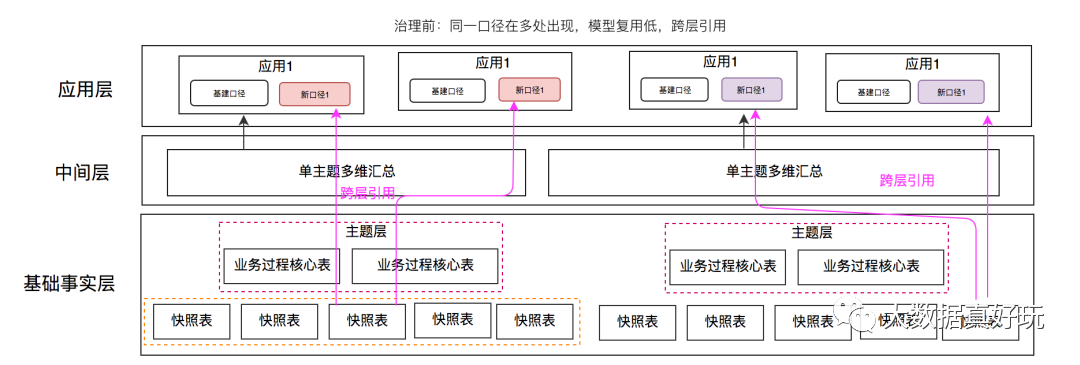 治理前：同一口径在多处出现，模型复用低，跨层引用
应用层
应用1
基建口径
新口径1
应用1
基建口径
新口径1
应用1
基建口径
新口径1
应用1
基建口径
新口径1
中间层
单主题多维汇总
单主题多维汇总
跨层引用
跨层引用
基础事实层
主题层
业务过程核心表
业务过程核心表
主题层
业务过程核心表
业务过程核心表
快照表
快照表
快照表
快照表
快照表
快照表
快照表
快照表
快照表
快照表
大数据真好玩